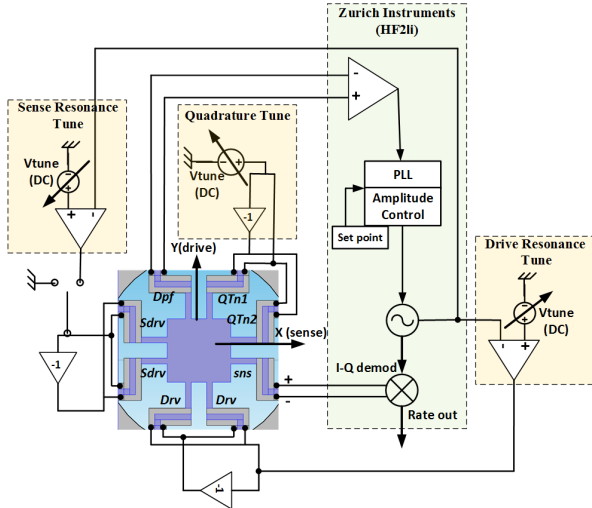 Zurich Instruments
(HF2li)
-
+
Sense Resonance
Tune
Vtune
(DC)
-
+
+
-
Quadrature Tune
- +
Vtune
(DC)
-1
PLL
Amplitude
Control
Set point
Drive Resonance
Tune
-
+
Vtune
(DC)
-
+
Y(drive)
Dpf
QTn1
QTn2
Sdrv
X (sense)
-1
Sdrv
sns
I-Q demod
+
-
Drv
Drv
Rate out
-1